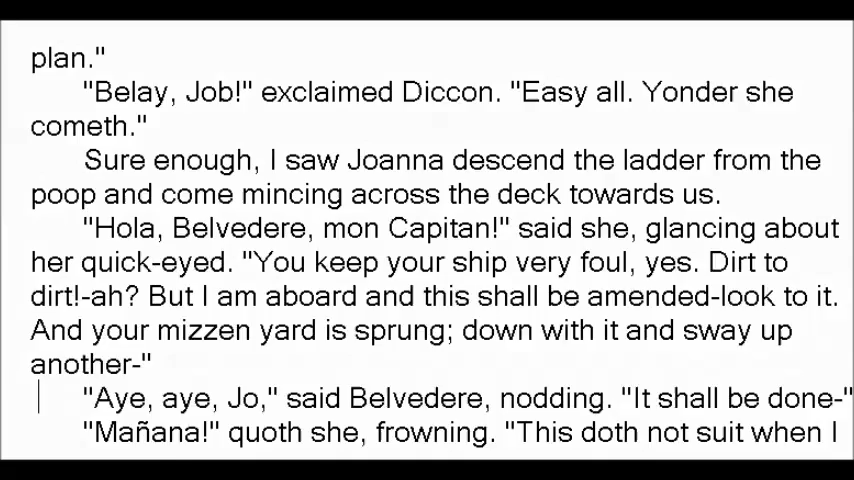 plan."
"Belay, Job!" exclaimed Diccon. "Easy all. Yonder she
cometh."
Sure enough, I saw Joanna descend the ladder from the
poop and come mincing across the deck towards us.
"Hola, Belvedere, mon Capitan!" said she, glancing about
her quick-eyed. "You keep your ship very foul, yes. Dirt to
dirt!-ah? But I am aboard and this shall be amended-look to it.
And your mizzen yard is sprung; down with it and sway up
another-"
"Aye, aye, Jo," said Belvedere, nodding. "It shall be done-"
"Mañana!" quoth she, frowning. "This doth not suit when I